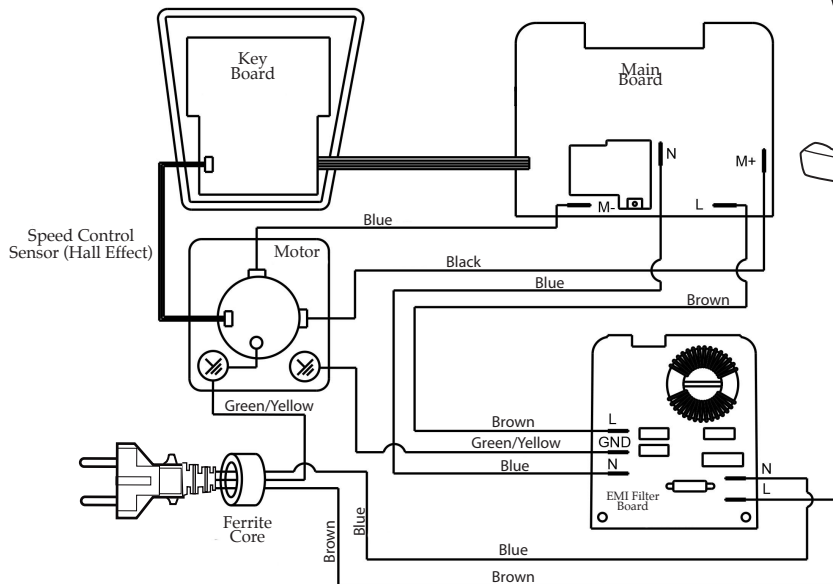 Key
Board
Main
Board
N
M+
M-
L
Blue
Speed Control
Sensor (Hall Effect)
Motor
Black
Blue
Brown
Green/Yellow
Brown
L
Green/Yellow
GND
Blue
N
N
L
EMI Filter
Board
Ferrite
Core
Brown
Blue
Blue
Brown